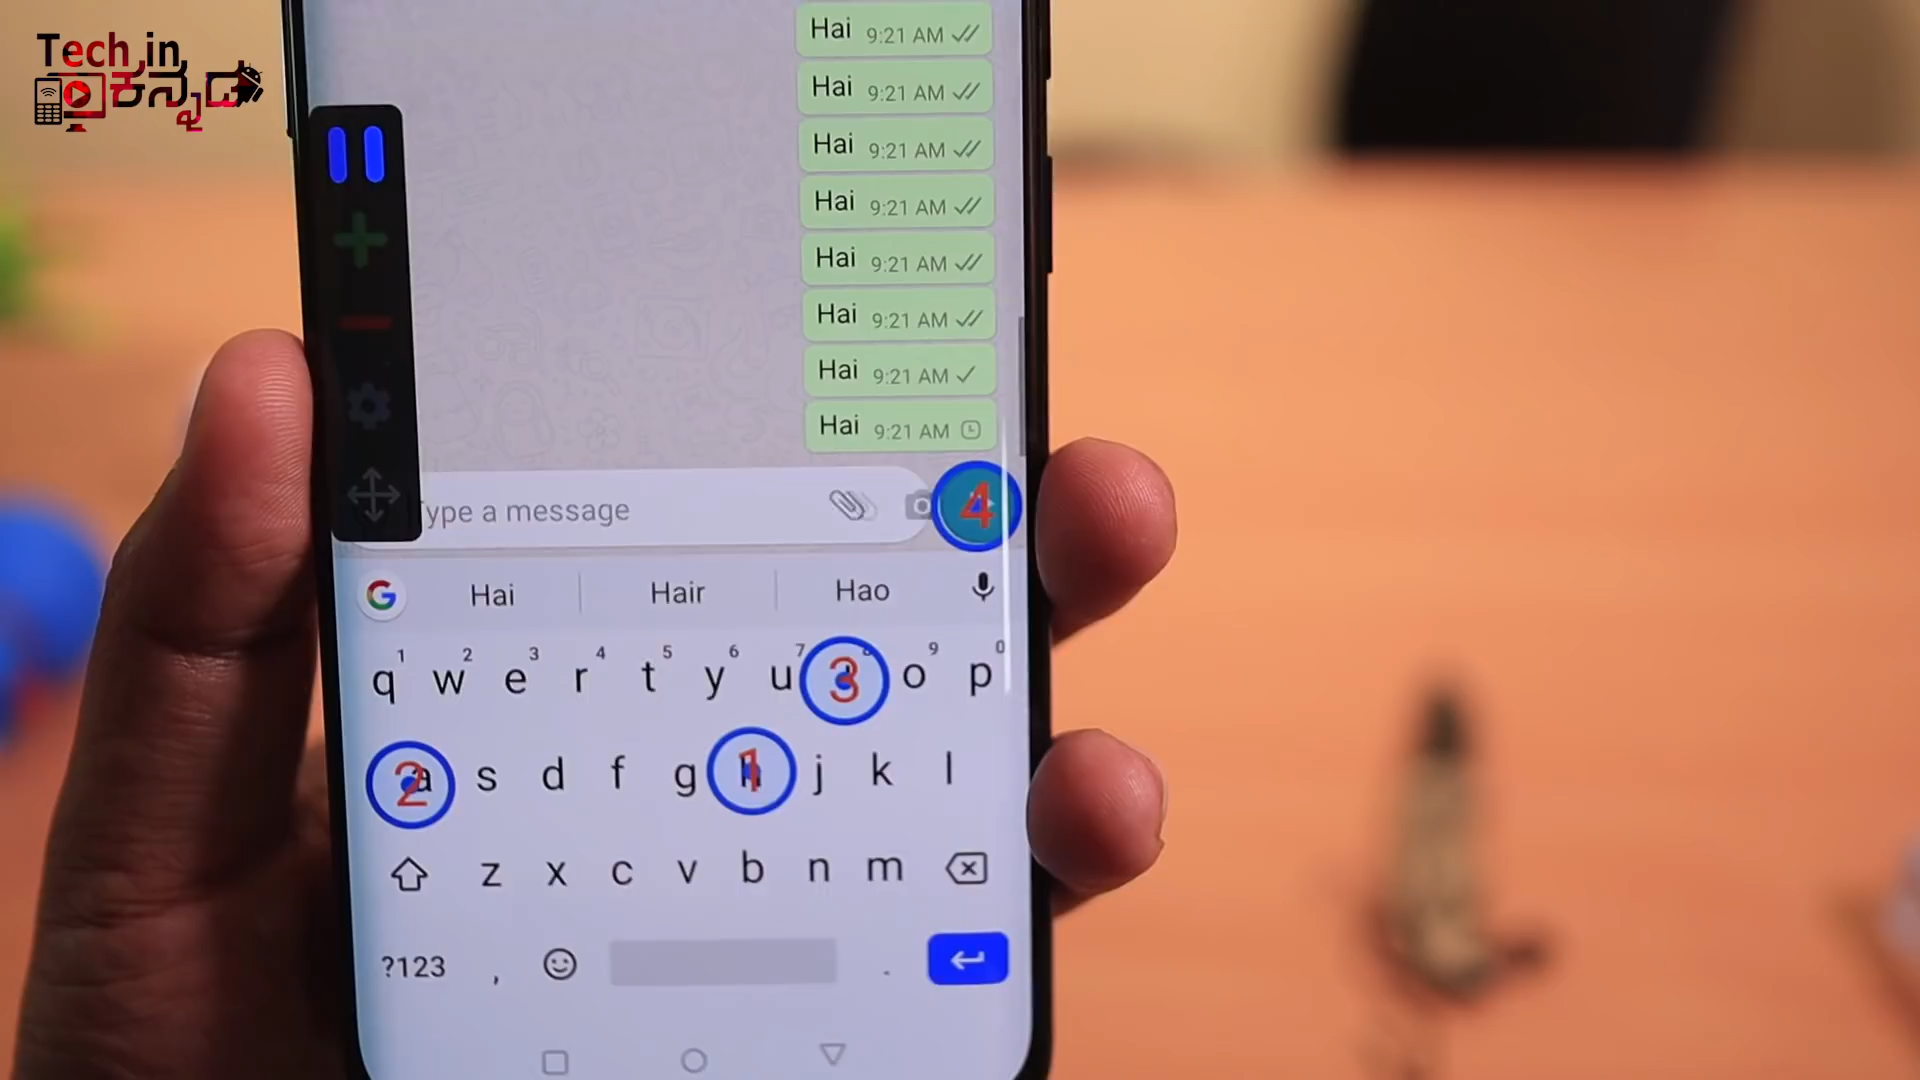 Tech in
ಕನ್ನಡ
Hai 9:21 AM
Hai 9:21 AM
Hai 9:21 AM
Hai 9:21 AM
Hai 9:21 AM
Hai 9:21 AM
Hai 9:21 AM
Hai 9:21 AM
ype a message 4
G Hai Hair Hao
1 2 3 4 5 6 7 9 0
q w e r t y u 3 o p
2 a s d f g 1 h j k l
z x c v b n m
?123 , .